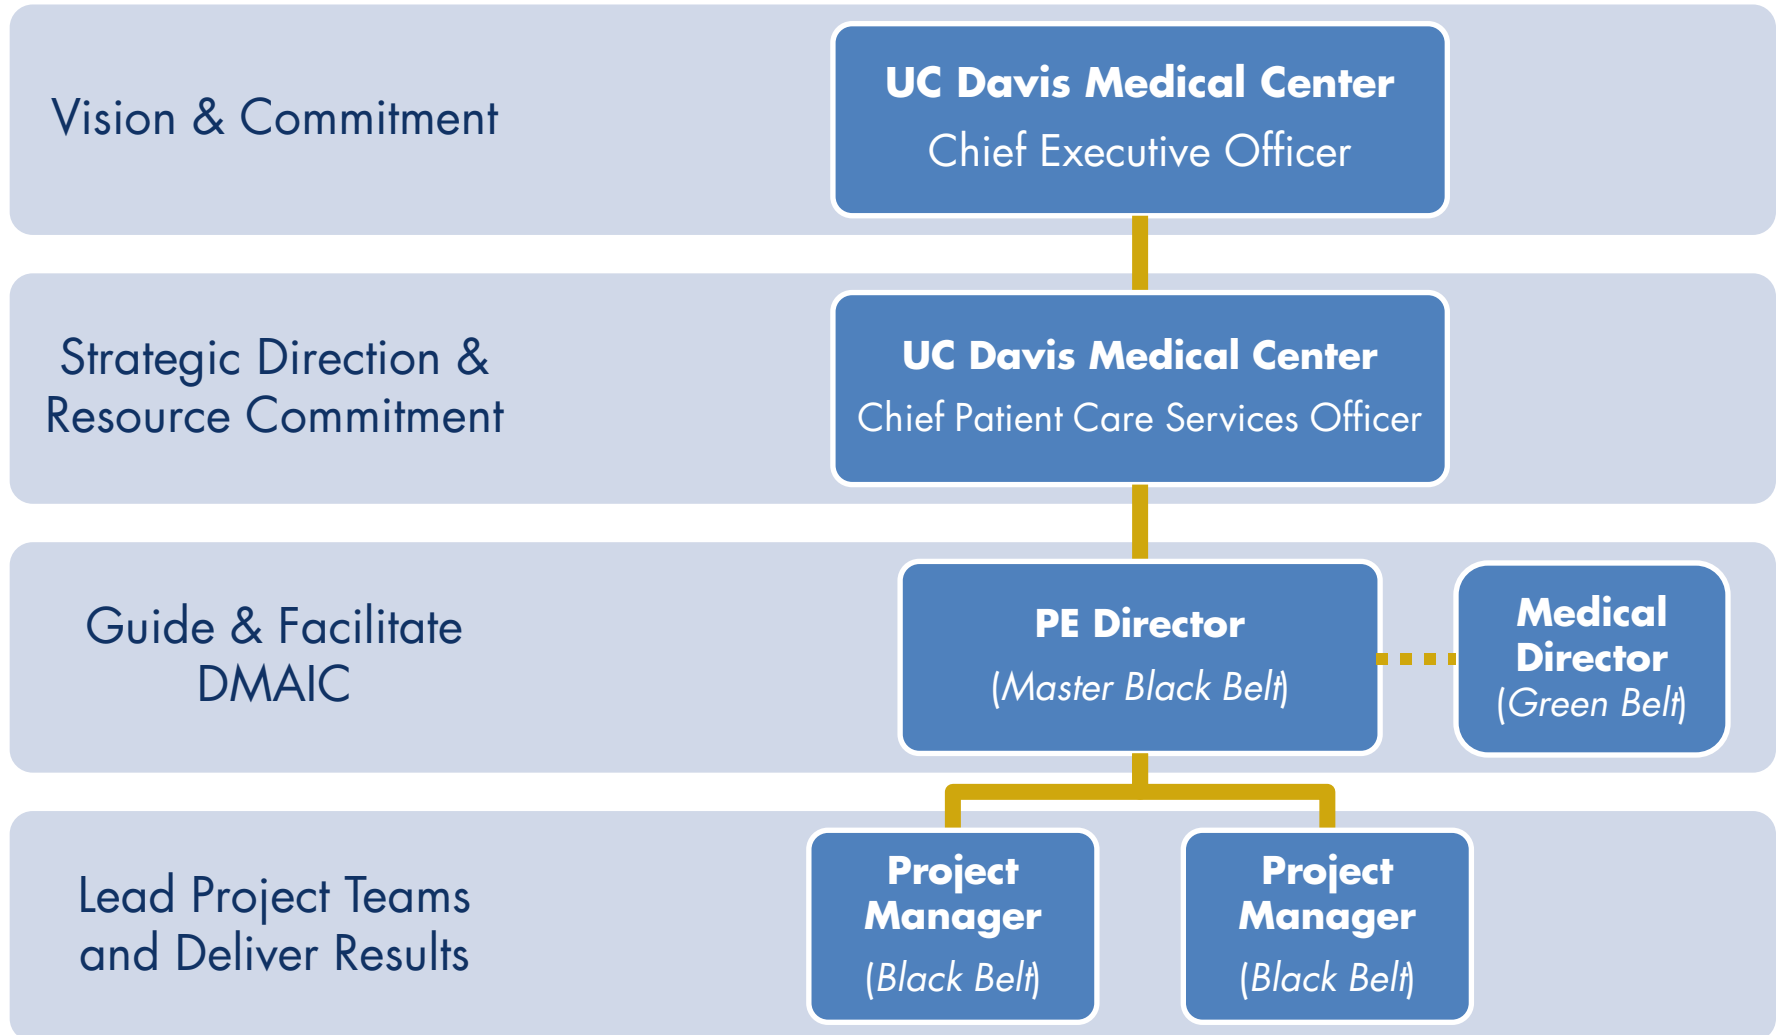 Vision & Commitment
UC Davis Medical Center
Chief Executive Officer
Strategic Direction &
Resource Commitment
UC Davis Medical Center
Chief Patient Care Services Officer
Guide & Facilitate
DMAIC
PE Director
(Master Black Belt)
Medical
Director
(Green Belt)
Lead Project Teams
and Deliver Results
Project
Manager
(Black Belt)
Project
Manager
(Black Belt)